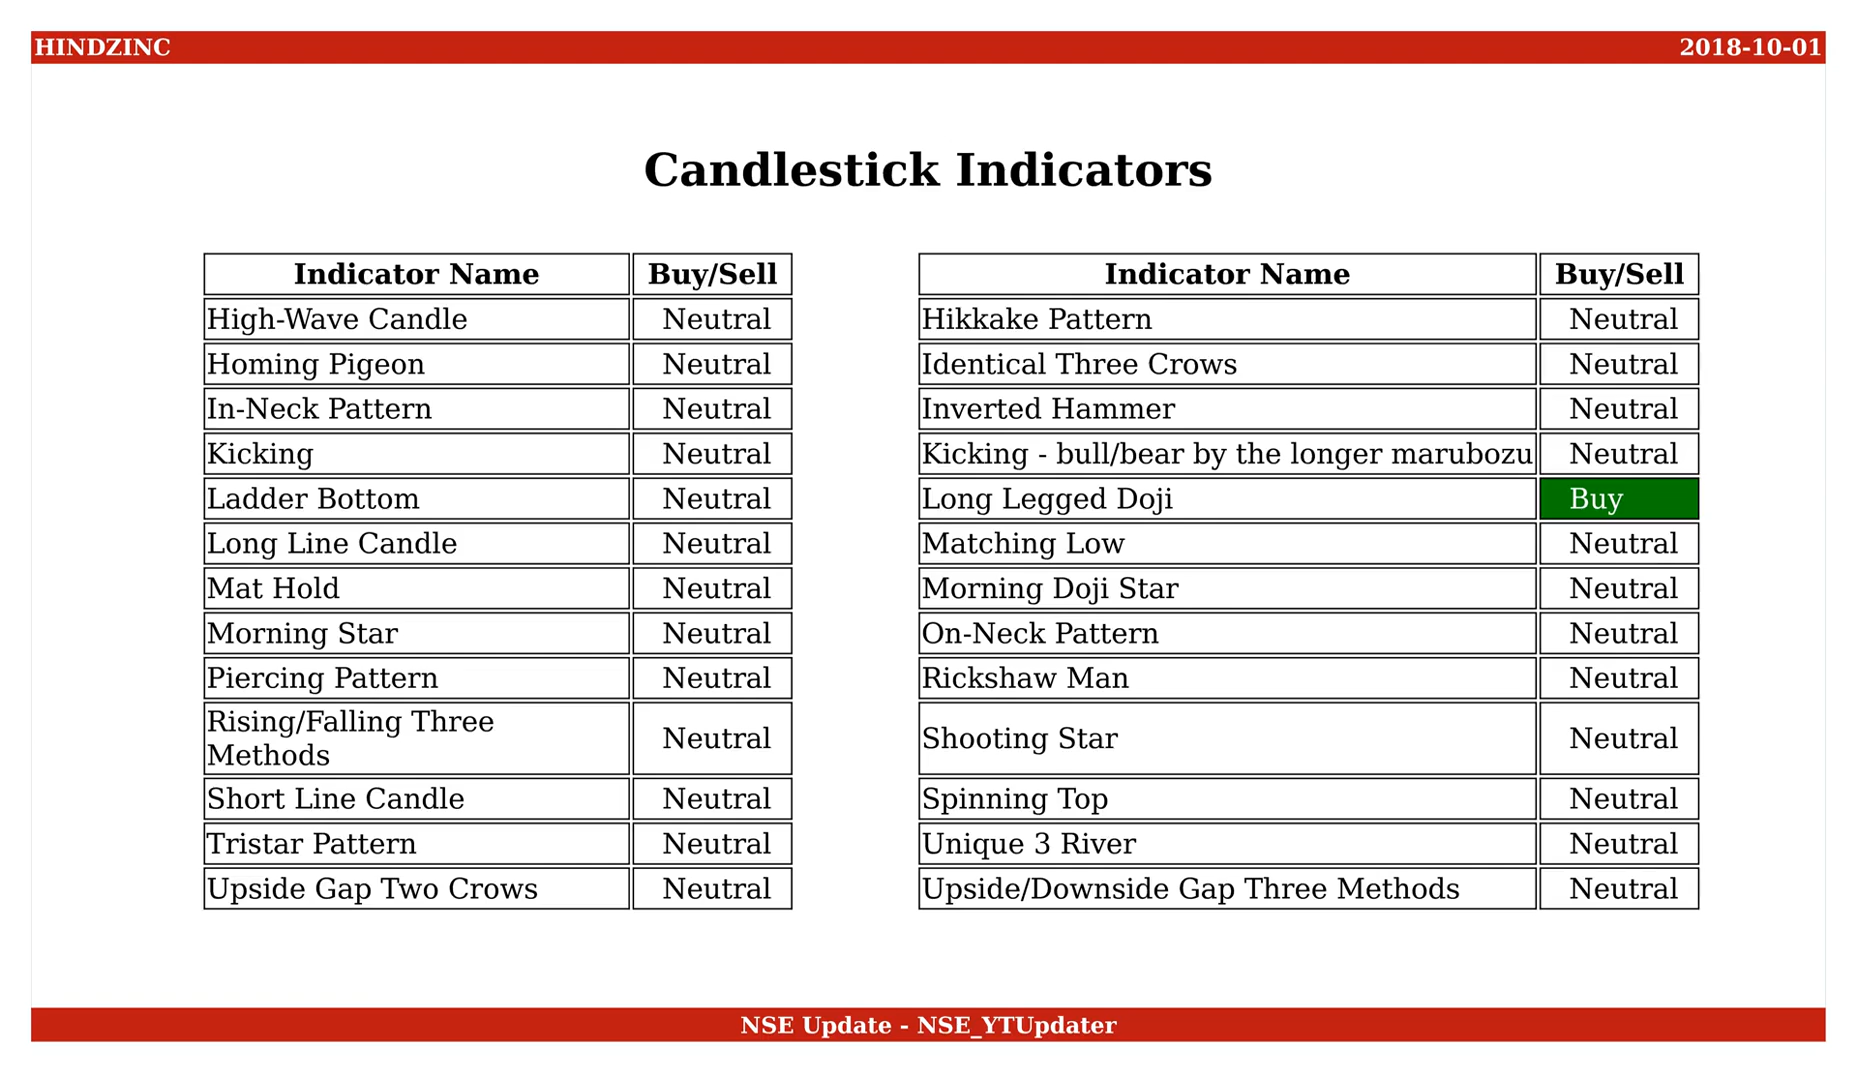 HINDZINC 2018-10-01
Candlestick Indicators
Indicator Name Buy/Sell
High-Wave Candle Neutral
Homing Pigeon Neutral
In-Neck Pattern Neutral
Kicking Neutral
Ladder Bottom Neutral
Long Line Candle Neutral
Mat Hold Neutral
Morning Star Neutral
Piercing Pattern Neutral
Rising/Falling Three
Methods Neutral
Short Line Candle Neutral
Tristar Pattern Neutral
Upside Gap Two Crows Neutral
Indicator Name Buy/Sell
Hikkake Pattern Neutral
Identical Three Crows Neutral
Inverted Hammer Neutral
Kicking - bull/bear by the longer marubozu Neutral
Long Legged Doji Buy
Matching Low Neutral
Morning Doji Star Neutral
On-Neck Pattern Neutral
Rickshaw Man Neutral
Shooting Star Neutral
Spinning Top Neutral
Unique 3 River Neutral
Upside/Downside Gap Three Methods Neutral
NSE Update - NSE_YTUpdater